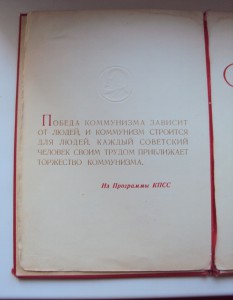 Победа коммунизма зависит
от людей, и коммунизм строится
для людей. Каждый советский
человек своим трудом приближает
торжество коммунизма.
Из Программы КПСС